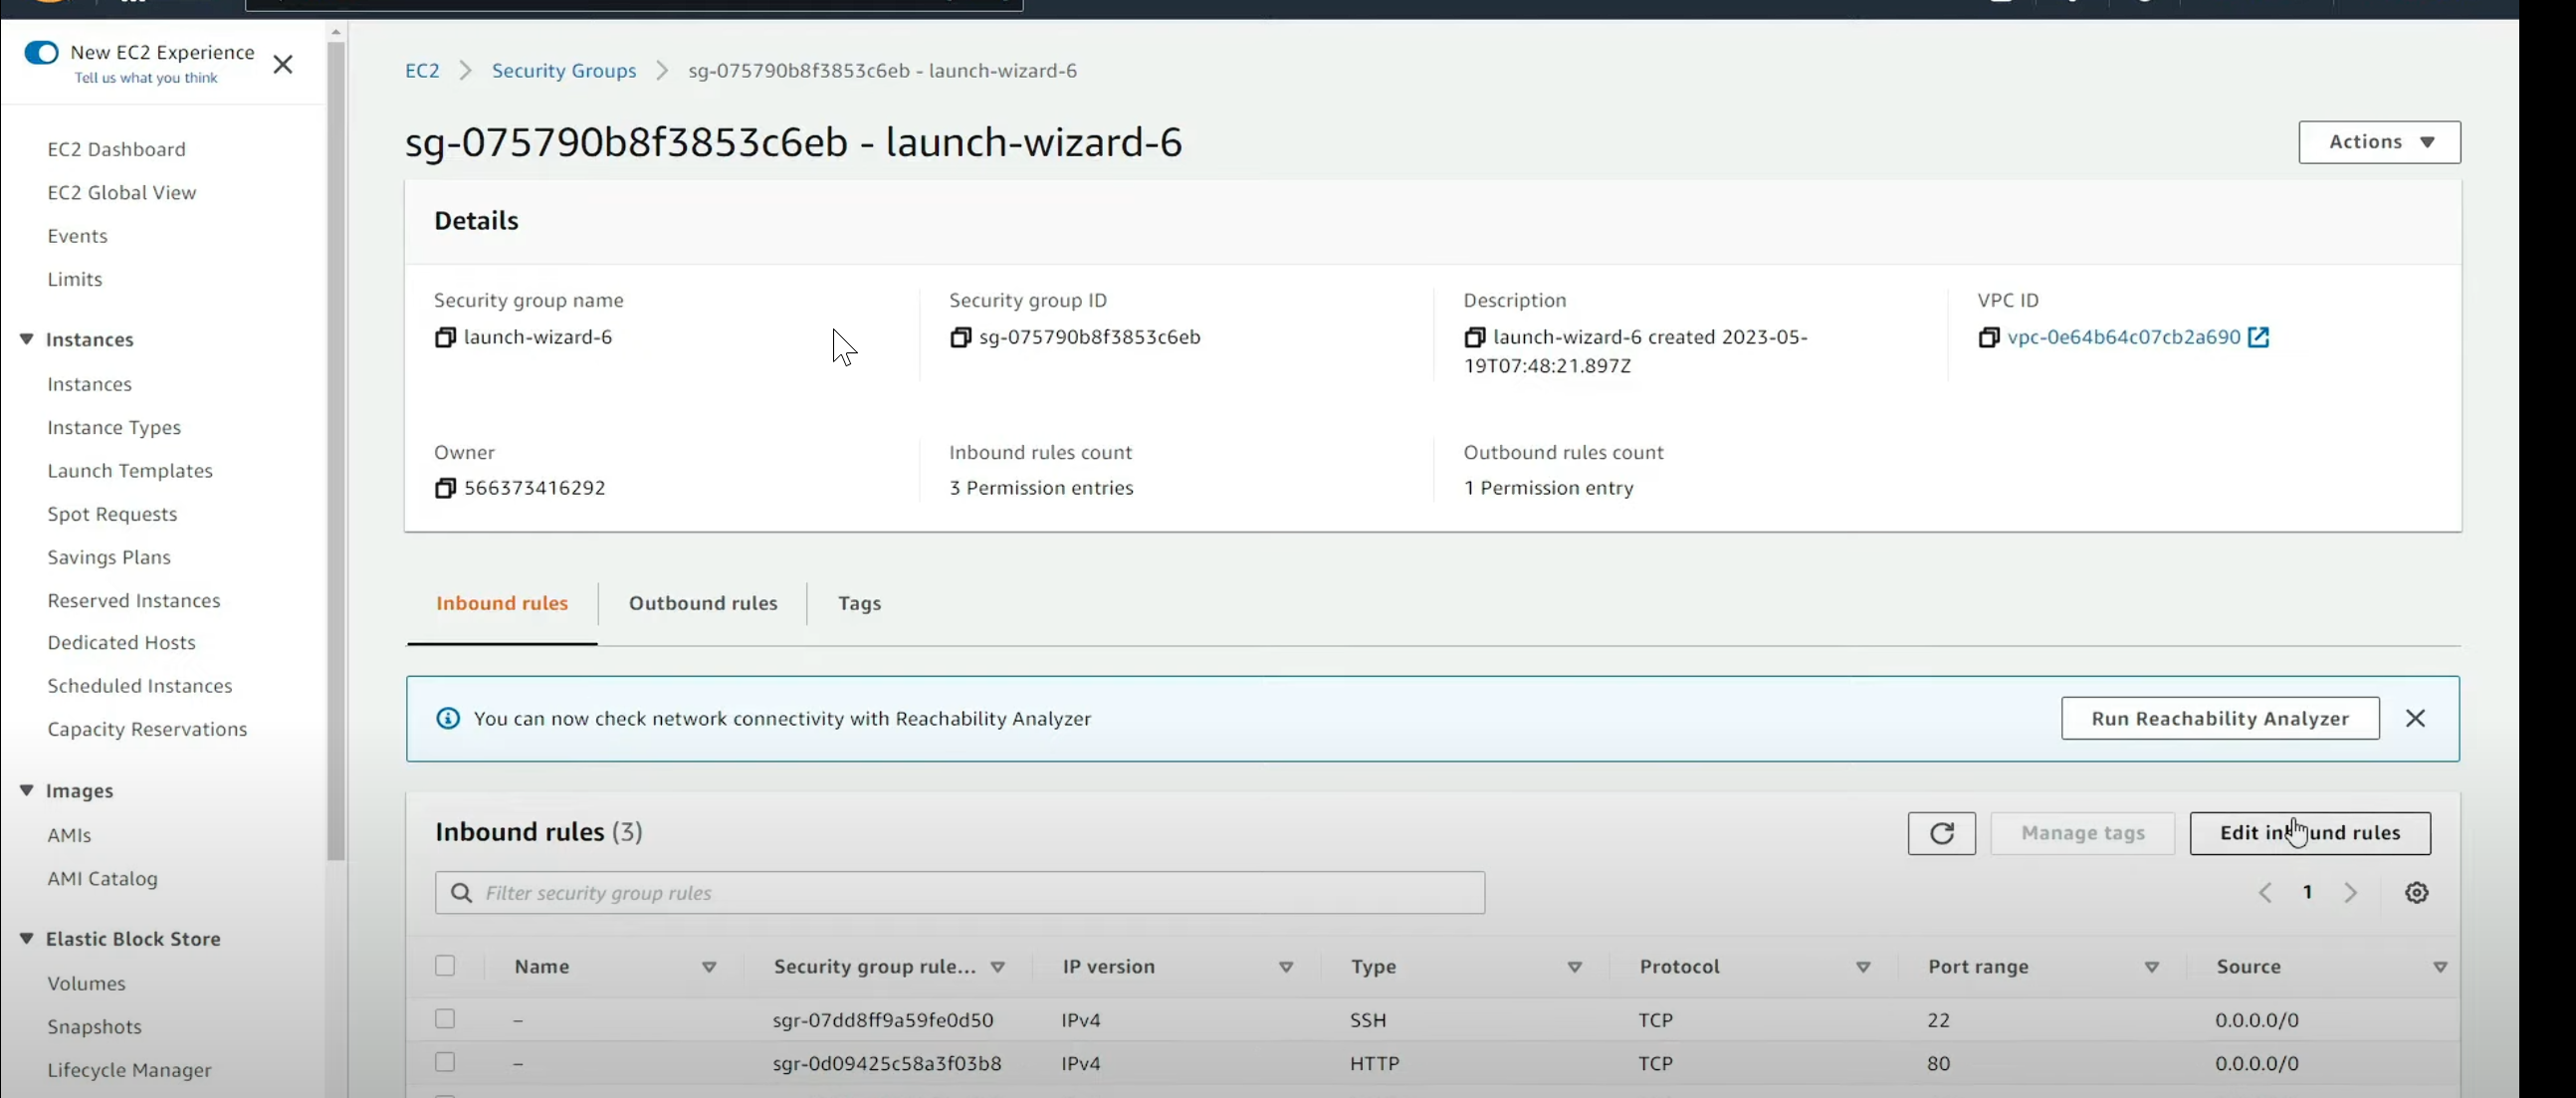 New EC2 Experience
Tell us what you think
EC2 Dashboard
EC2 Global View
Events
Limits
Instances
Instances
Instance Types
Launch Templates
Spot Requests
Savings Plans
Reserved Instances
Dedicated Hosts
Scheduled Instances
Capacity Reservations
Images
AMIs
AMI Catalog
Elastic Block Store
Volumes
Snapshots
Lifecycle Manager
EC2 Security Groups sg-075790b8f3853c6eb - launch-wizard-6
sg-075790b8f3853c6eb - launch-wizard-6
Actions
Details
Security group name
launch-wizard-6
Security group ID
sg-075790b8f3853c6eb
Description
launch-wizard-6 created 2023-05-
19T07:48:21.897Z
VPC ID
vpc-0e64b64c07cb2a690
Owner
566373416292
Inbound rules count
3 Permission entries
Outbound rules count
1 Permission entry
Inbound rules Outbound rules Tags
You can now check network connectivity with Reachability Analyzer
Run Reachability Analyzer
Inbound rules (3)
Manage tags
Edit inbound rules
Filter security group rules
1
Name Security group rule... IP version Type Protocol Port range Source
– sgr-07dd8ff9a59fe0d50 IPv4 SSH TCP 22 0.0.0.0/0
– sgr-0d09425c58a3f03b8 IPv4 HTTP TCP 80 0.0.0.0/0